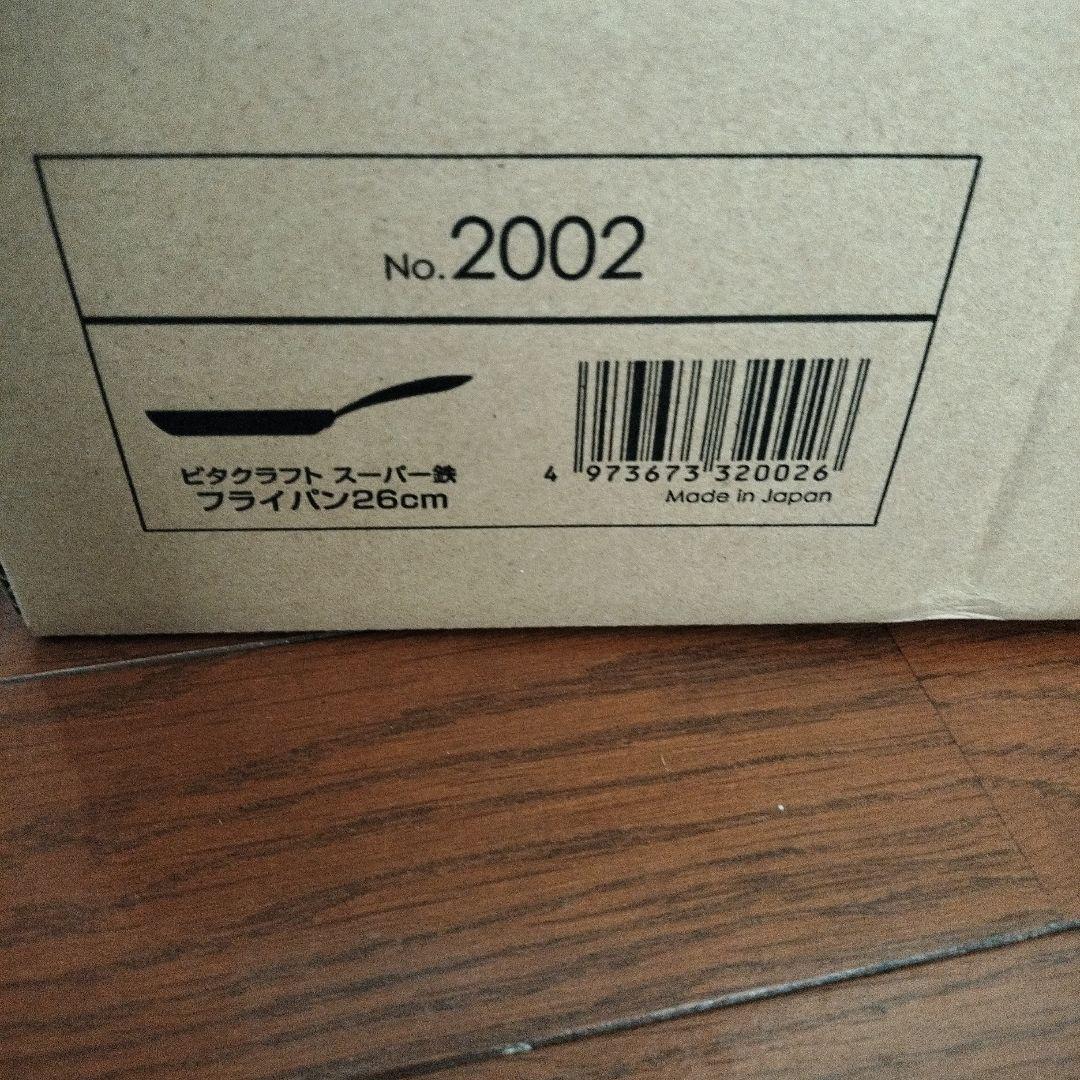 No.2002
ビタクラフト スーパー鉄
フライパン26cm
4 973673 320026
Made in Japan